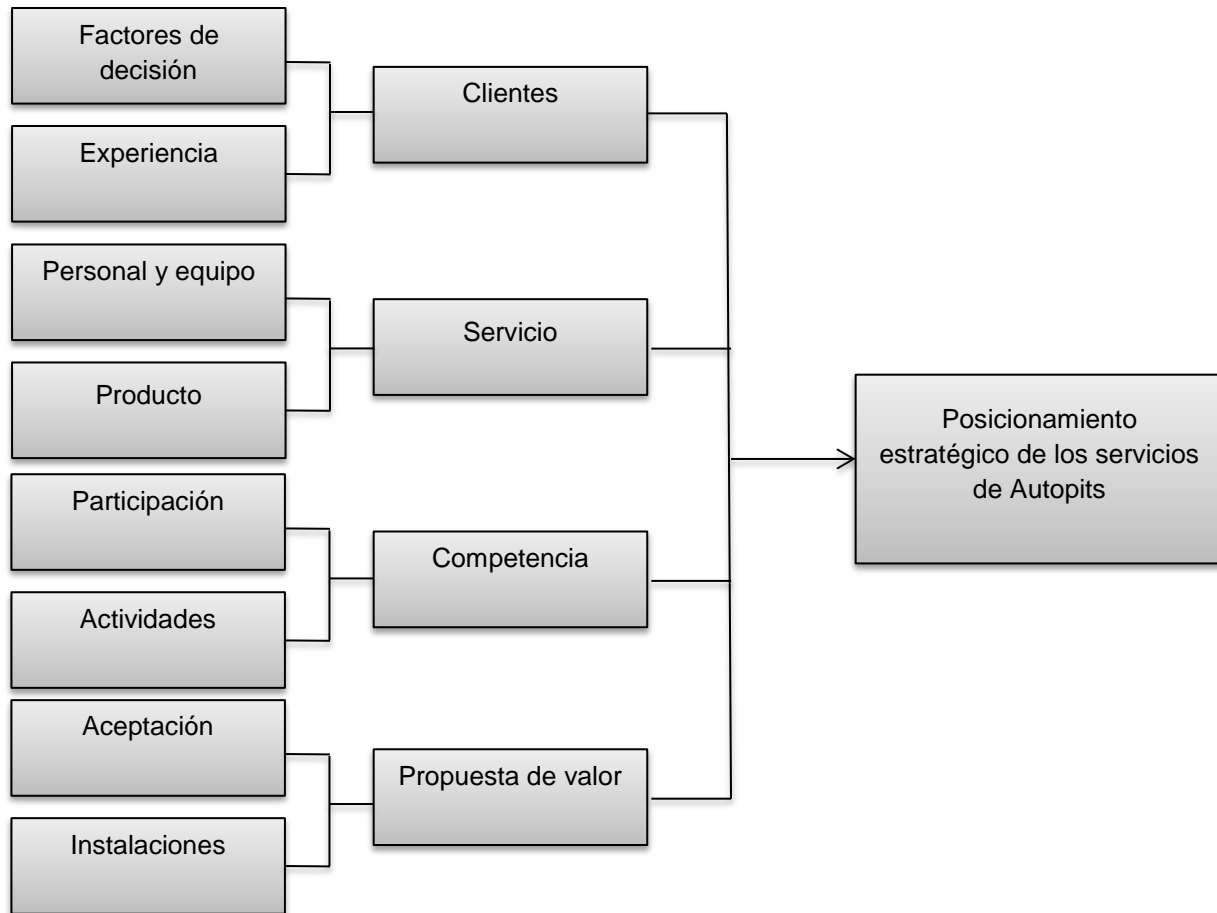 Factores de
decisión
Clientes
Experiencia
Personal y equipo
Servicio
Producto
Posicionamiento
estratégico de los servicios
de Autopits
Participación
Competencia
Actividades
Aceptación
Propuesta de valor
Instalaciones